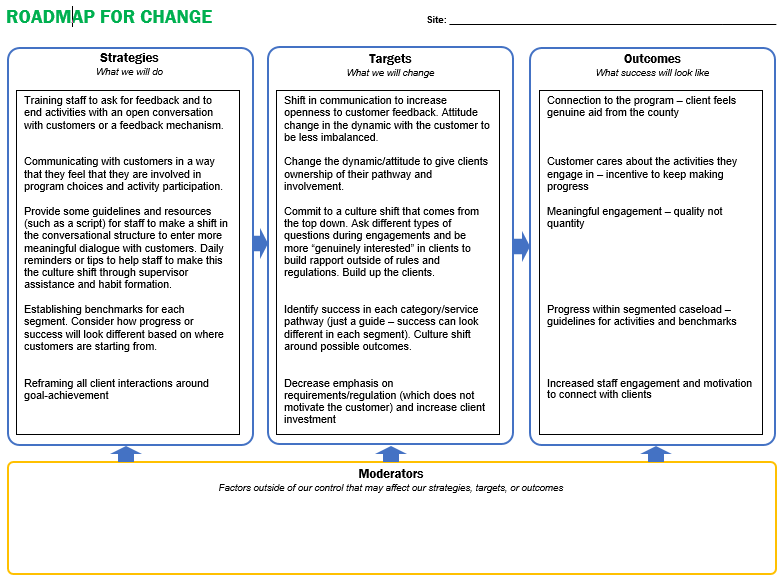 ROADMAP FOR CHANGE
Site:
Strategies
What we will do
Training staff to ask for feedback and to
end activities with an open conversation
with customers or a feedback mechanism.
Communicating with customers in a way
that they feel that they are involved in
program choices and activity participation.
Provide some guidelines and resources
(such as a script) for staff to make a shift in
the conversational structure to enter more
meaningful dialogue with customers. Daily
reminders or tips to help staff to make this
the culture shift through supervisor
assistance and habit formation.
Establishing benchmarks for each
segment. Consider how progress or
success will look different based on where
customers are starting from.
Reframing all client interactions around
goal-achievement
Targets
What we will change
Shift in communication to increase
openness to customer feedback. Attitude
change in the dynamic with the customer to
be less imbalanced.
Change the dynamic/attitude to give clients
ownership of their pathway and
involvement.
Commit to a culture shift that comes from
the top down. Ask different types of
questions during engagements and be
more “genuinely interested” in clients to
build rapport outside of rules and
regulations. Build up the clients.
Identify success in each category/service
pathway (just a guide – success can look
different in each segment). Culture shift
around possible outcomes.
Decrease emphasis on
requirements/regulation (which does not
motivate the customer) and increase client
investment
Outcomes
What success will look like
Connection to the program – client feels
genuine aid from the county
Customer cares about the activities they
engage in – incentive to keep making
progress
Meaningful engagement – quality not
quantity
Progress within segmented caseload –
guidelines for activities and benchmarks
Increased staff engagement and motivation
to connect with clients
Moderators
Factors outside of our control that may affect our strategies, targets, or outcomes